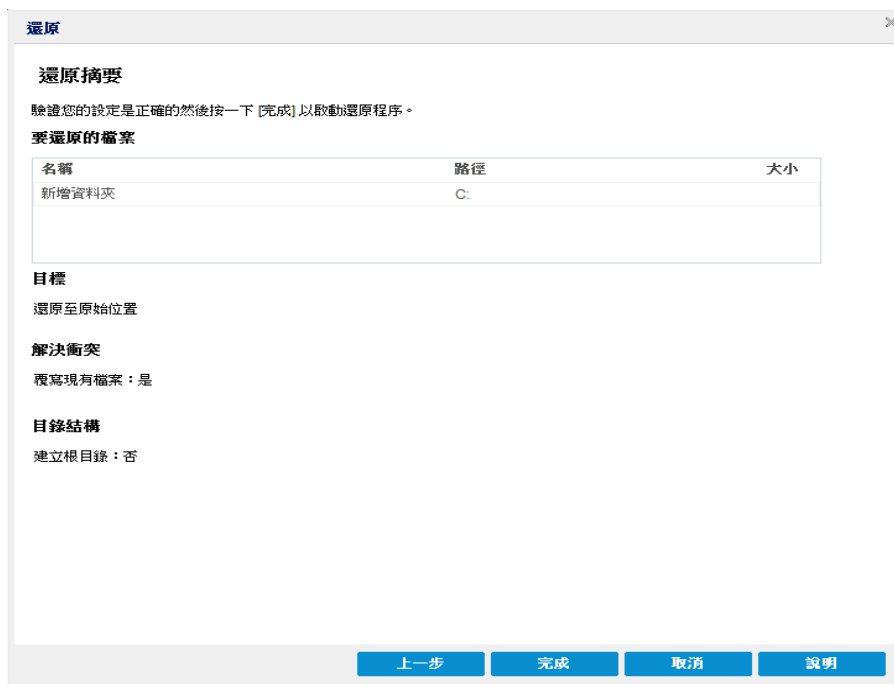 還原
還原摘要
驗證您的設定是正確的然後按一下 [完成] 以啟動還原程序。
要還原的檔案
名稱 路徑 大小
新增資料夾 C:
目標
還原至原始位置
解決衝突
覆寫現有檔案：是
目錄結構
建立根目錄：否
上一步 完成 取消 說明